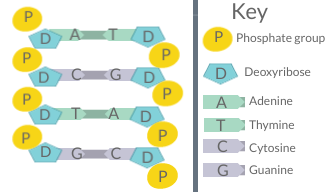 Key
P
D A T D
P
P Phosphate group
P
D C G D
D Deoxyribose
P
P
A Adenine
D T A D
T Thymine
P
P
C Cytosine
D G C D
G Guanine
P